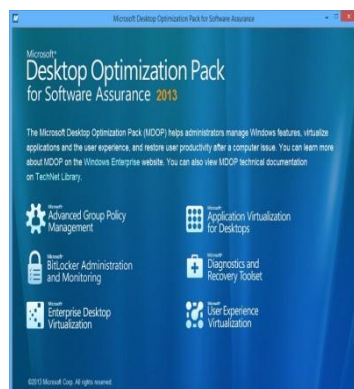 Microsoft Desktop Optimization Pack for Software Assurance
Microsoft®
Desktop Optimization Pack
for Software Assurance 2013
The Microsoft Desktop Optimization Pack (MDOP) helps administrators manage Windows features, virtualize
applications and the user experience, and restore user productivity after a computer issue. You can learn more
about MDOP on the Windows Enterprise website. You can also view MDOP technical documentation
on TechNet Library.
Microsoft®
Advanced Group Policy
Management
Microsoft®
Application Virtualization
for Desktops
Microsoft®
BitLocker Administration
and Monitoring
Microsoft®
Diagnostics and
Recovery Toolset
Microsoft®
Enterprise Desktop
Virtualization
Microsoft®
User Experience
Virtualization
©2013 Microsoft Corp. All rights reserved.